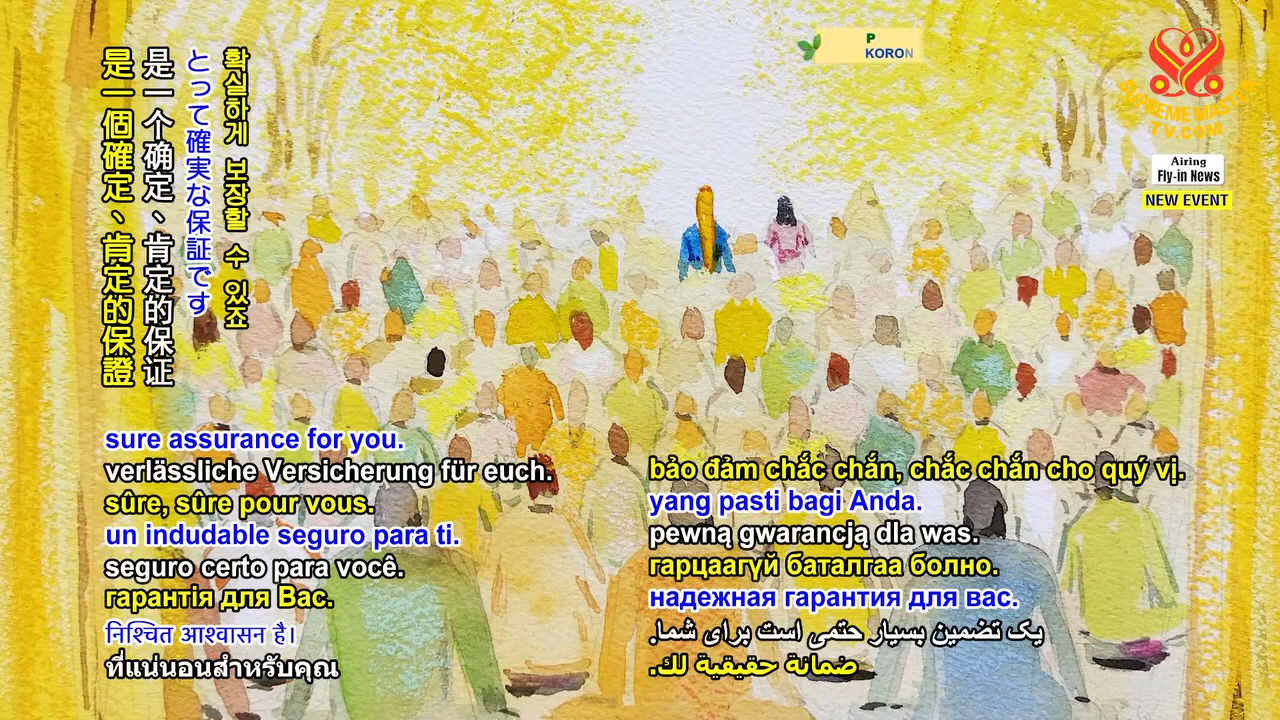 확실하게 보장할 수 있죠
とって確実な保証です
是一个确定、肯定的保证
是一個確定、肯定的保證
P
KORON
SUPREME MASTER
TV.COM
Airing
Fly-in News
NEW EVENT
sure assurance for you.
verlässliche Versicherung für euch.
sûre, sûre pour vous.
un indudable seguro para ti.
seguro certo para você.
гарантія для Вас.
निश्चित आश्वासन है।
ที่แน่นอนสำหรับคุณ
bảo đảm chắc chắn, chắc chắn cho quý vị.
yang pasti bagi Anda.
pewną gwarancją dla was.
гарцаагүй баталгаа болно.
надежная гарантия для вас.
یک تضمین بسیار حتمی است برای شما.
ضمانة حقيقية لك.